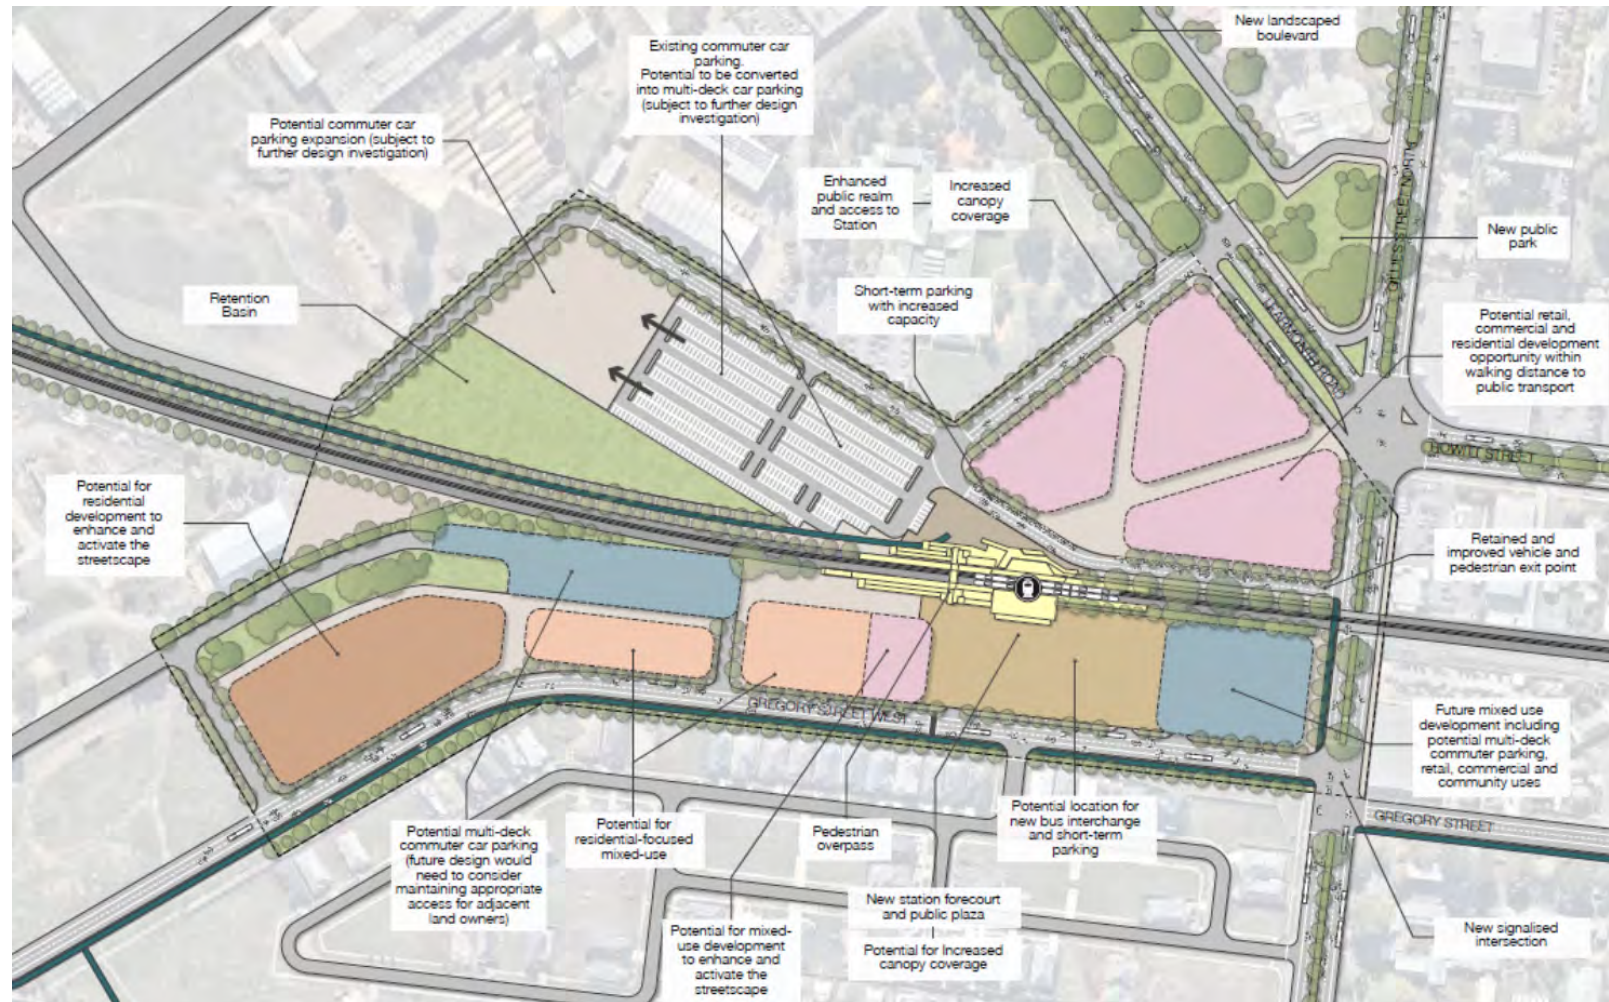 New landscaped
boulevard
Existing commuter car
parking.
Potential to be converted
into multi-deck car parking
(subject to further design
investigation)
Potential commuter car
parking expansion (subject to
further design investigation)
Enhanced
public realm
and access to
Station
Increased
canopy
coverage
New public
park
Retention
Basin
Short-term parking
with increased
capacity
Potential retail,
commercial and
residential development
opportunity within
walking distance to
public transport
GILLIES STREET NORTH
LEARMONTH ROAD
HOWITT STREET
Potential for
residential
development to
enhance and
activate the
streetscape
Retained and
improved vehicle and
pedestrian exit point
GREGORY STREET WEST
Future mixed use
development including
potential multi-deck
commuter parking,
retail, commercial and
community uses
GREGORY STREET
Potential multi-deck
commuter car parking
(future design would
need to consider
maintaining appropriate
access for adjacent
land owners)
Potential for
residential-focused
mixed-use
Pedestrian
overpass
Potential location for
new bus interchange
and short-term
parking
New station forecourt
and public plaza
Potential for Increased
canopy coverage
Potential for mixed-
use development
to enhance and
activate the
streetscape
New signalised
intersection